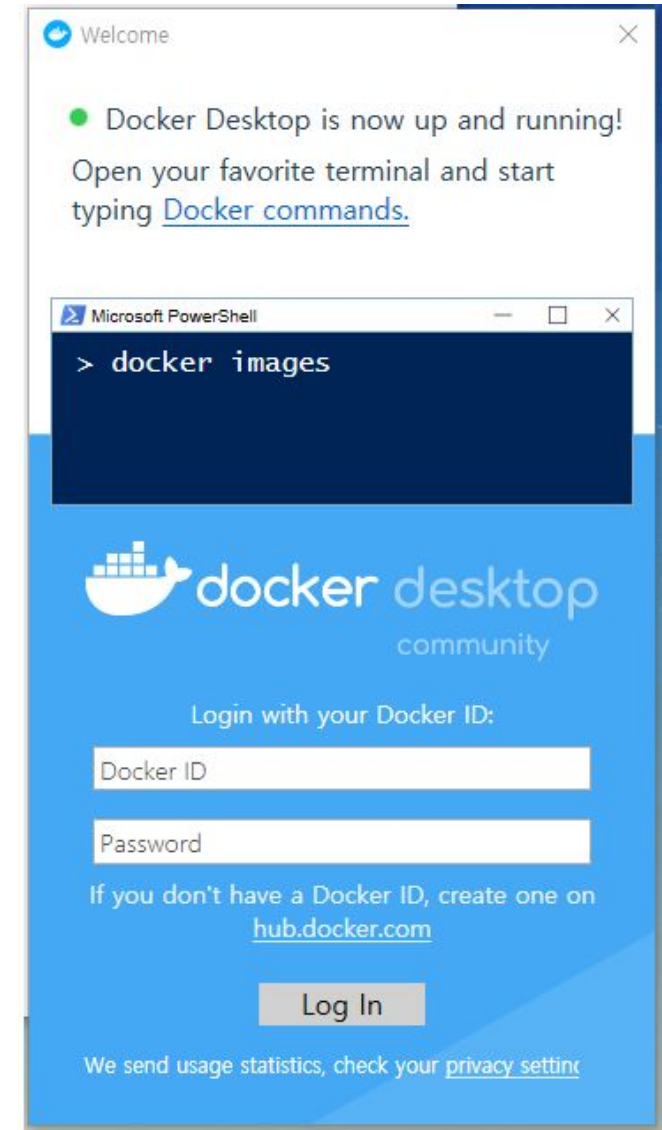 Welcome
Docker Desktop is now up and running!
Open your favorite terminal and start
typing Docker commands.
Microsoft PowerShell
> docker images
docker desktop
community
Login with your Docker ID:
Docker ID
Password
If you don't have a Docker ID, create one on
hub.docker.com
Log In
We send usage statistics, check your privacy setting